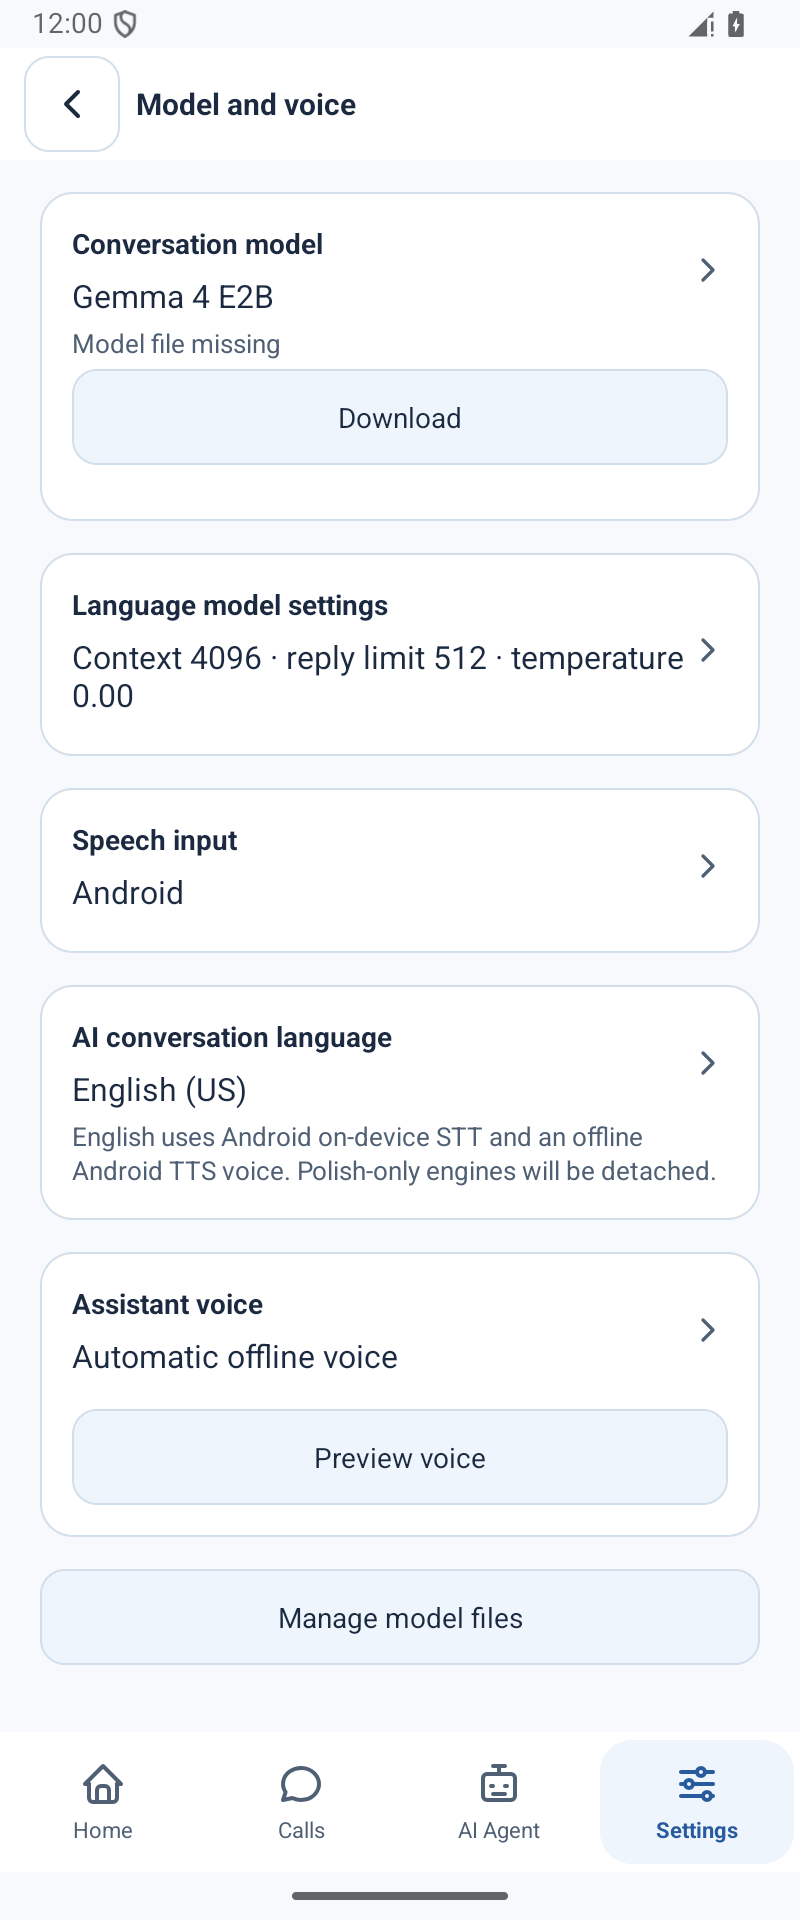 12:00
Model and voice
Conversation model
Gemma 4 E2B
Model file missing
Download
Language model settings
Context 4096 · reply limit 512 · temperature
0.00
Speech input
Android
AI conversation language
English (US)
English uses Android on-device STT and an offline
Android TTS voice. Polish-only engines will be detached.
Assistant voice
Automatic offline voice
Preview voice
Manage model files
Home
Calls
AI Agent
Settings